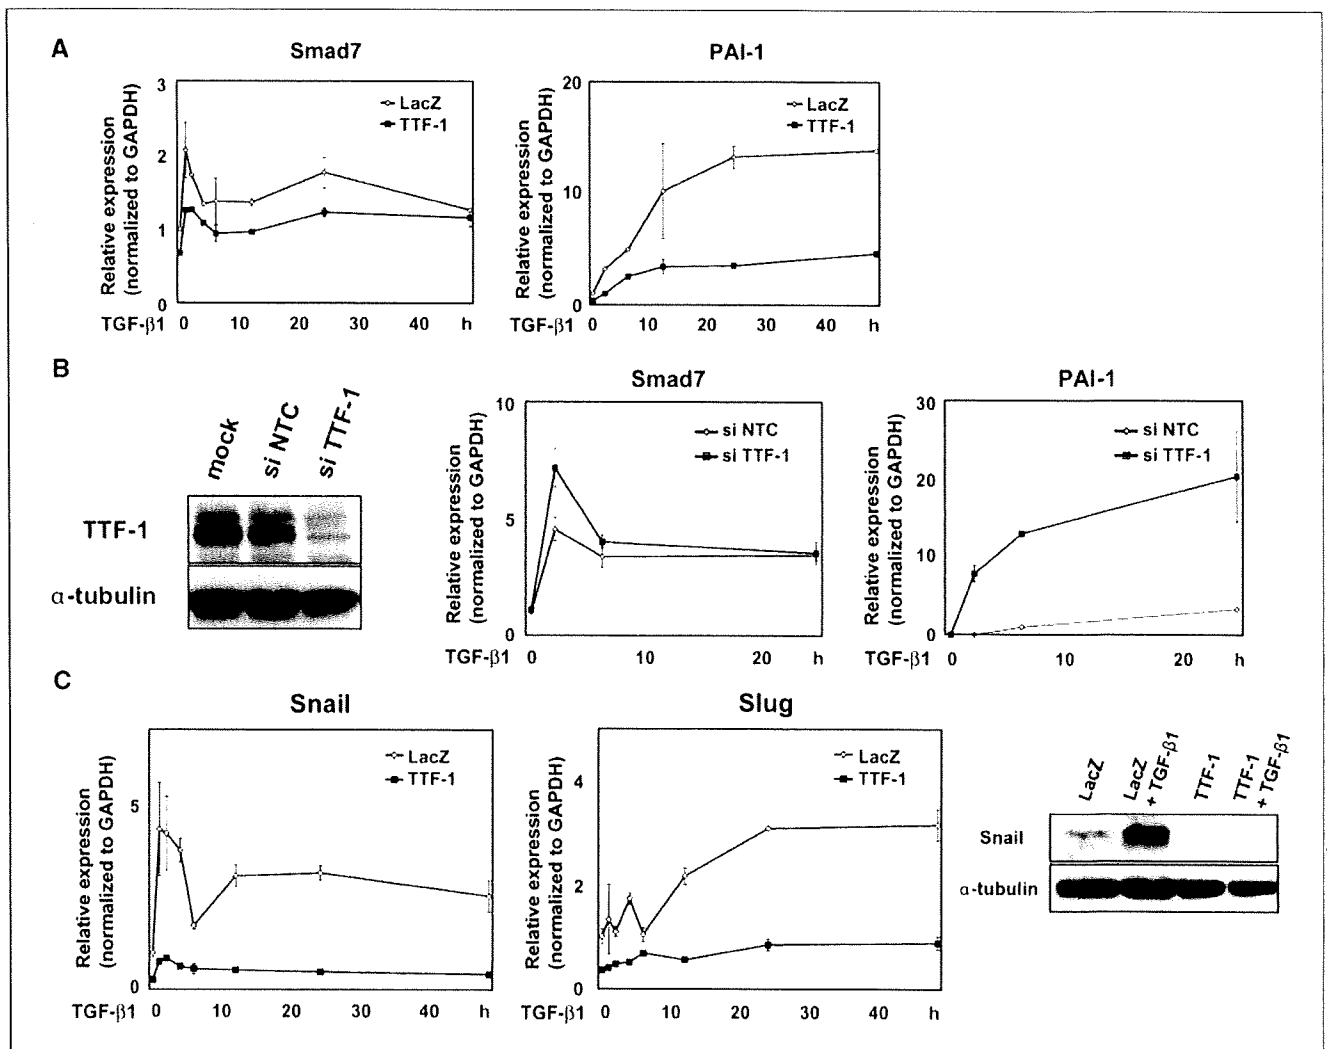 A
Smad7
Relative expression
(normalized to GAPDH)
3
2
1
0
LacZ
TTF-1
TGF-β1 0 10 20 30 40 h
PAI-1
Relative expression
(normalized to GAPDH)
20
10
0
LacZ
TTF-1
TGF-β1 0 10 20 30 40 h
B
mock
si NTC
si TTF-1
TTF-1
α-tubulin
Smad7
Relative expression
(normalized to GAPDH)
10
5
0
si NTC
si TTF-1
TGF-β1 0 10 20 h
PAI-1
Relative expression
(normalized to GAPDH)
30
20
10
0
si NTC
si TTF-1
TGF-β1 0 10 20 h
C
Snail
Relative expression
(normalized to GAPDH)
5
0
LacZ
TTF-1
TGF-β1 0 10 20 30 40 h
Slug
Relative expression
(normalized to GAPDH)
4
2
0
LacZ
TTF-1
TGF-β1 0 10 20 30 40 h
LacZ
LacZ
+ TGF-β1
TTF-1
TTF-1
+ TGF-β1
Snail
α-tubulin